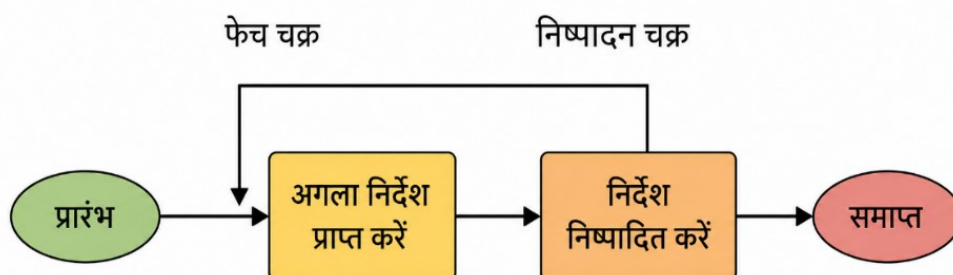 फेच चक्र
निष्पादन चक्र
प्रारंभ
अगला निर्देश
प्राप्त करें
निर्देश
निष्पादित करें
समाप्त